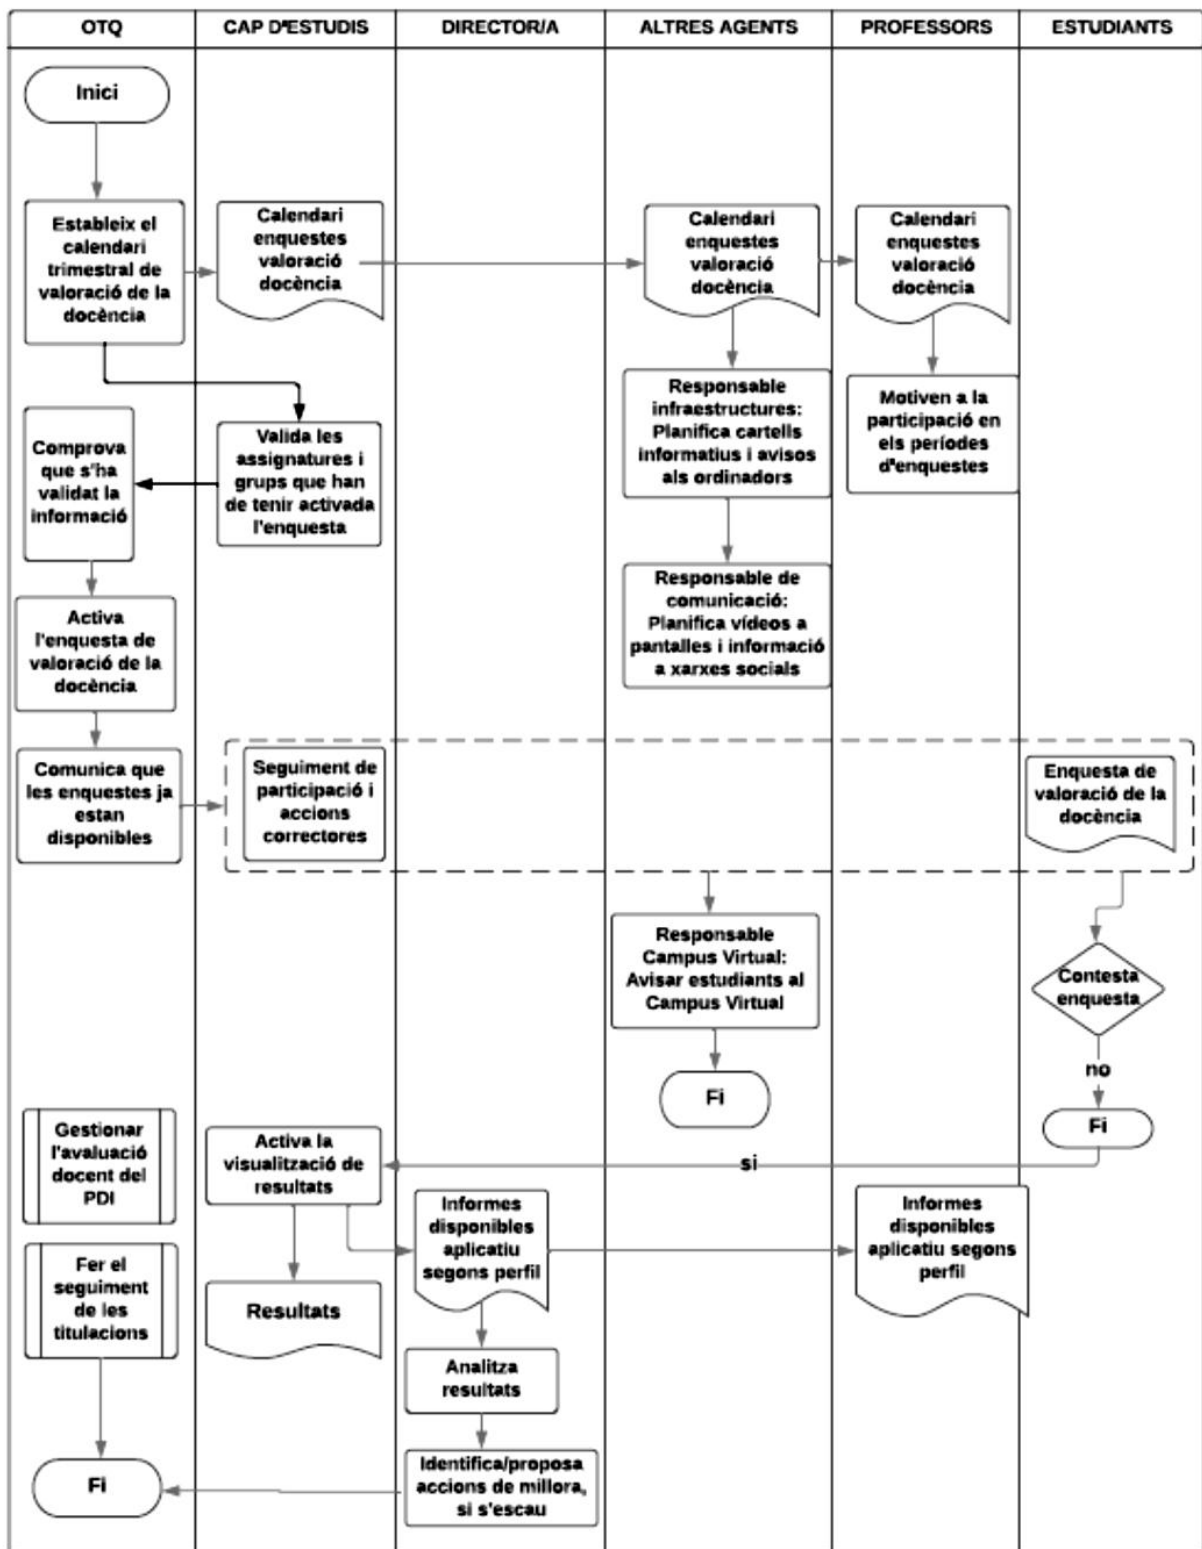 OTQ
CAP DªESTUDIS
DIRECTOR/A
ALTRES AGENTS
PROFESSORS
ESTUDIANTS
Inici
Estableix el
calendari
trimestral de
valoració de la
docència
Calendari
enquestes
valoració
docència
Calendari
enquestes
valoració
docència
Calendari
enquestes
valoració
docència
Comprova
que s'ha
validat la
informació
Valida les
assignatures i
grups que han
de tenir activada
l'enquesta
Responsable
infraestructures:
Planifica cartells
informatius i avisos
als ordinadors
Motiven a la
participació en
els períodes
dªenquestes
Activa
l'enquesta de
valoració de la
docència
Responsable de
comunicació:
Planifica vídeos a
pantalles i informació
a xarxes socials
Comunica que
les enquestes ja
estan
disponibles
Seguiment de
participació i
accions
correctores
Enquesta de
valoració de la
docència
Responsable
Campus Virtual:
Avisar estudiants al
Campus Virtual
Contesta
enquesta
no
Fi
Fi
si
Gestionar
l'avaluació
docent del
PDI
Activa la
visualització de
resultats
Informes
disponibles
aplicatiu
segons perfil
Informes
disponibles
aplicatiu segons
perfil
Fer el
seguiment
de les
titulacions
Resultats
Analitza
resultats
Identifica/proposa
accions de millora,
si s'escau
Fi